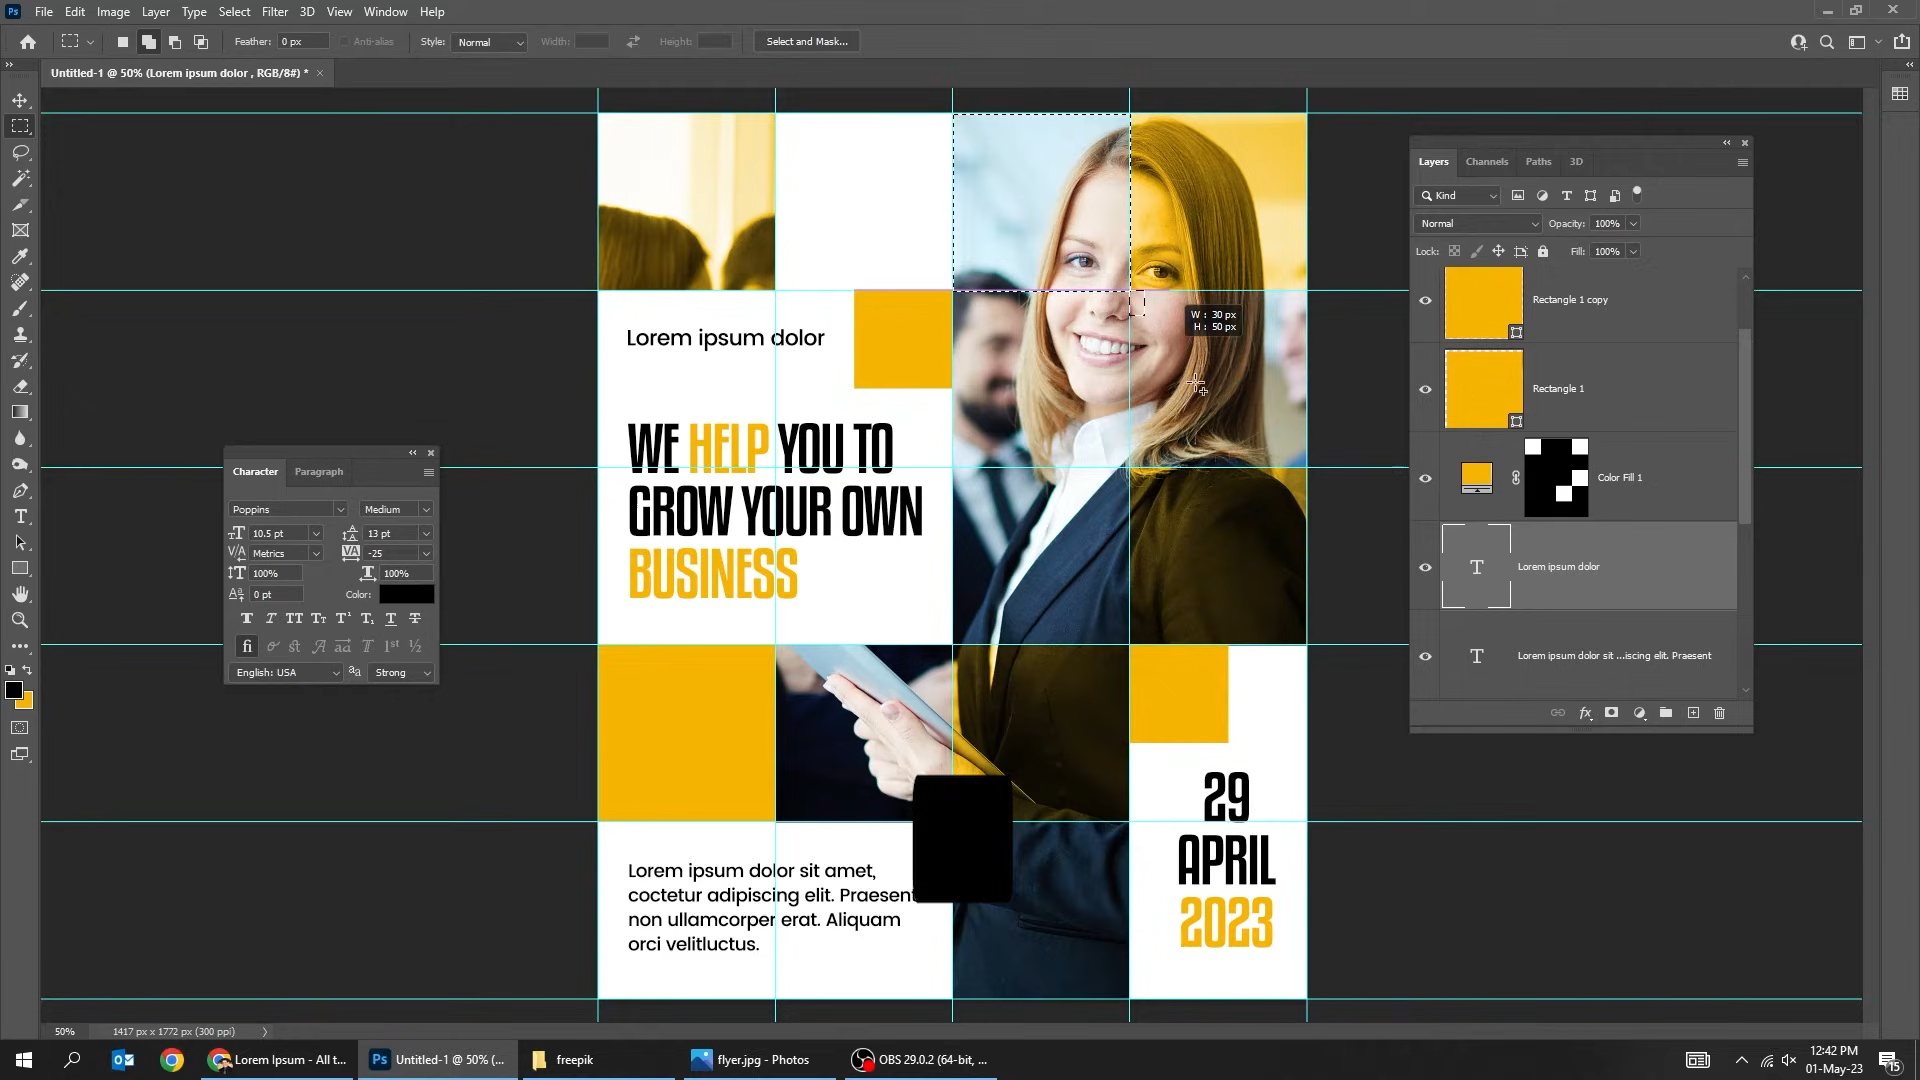 Ps File Edit Image Layer Type Select Filter 3D View Window Help
Feather: 0 px Anti-alias Style: Normal Width: Height: Select and Mask...
Untitled-1 @ 50% (Lorem ipsum dolor , RGB/8#) * ×
Lorem ipsum dolor
WE HELP YOU TO
GROW YOUR OWN
BUSINESS
W : 30 px
H : 50 px
Lorem ipsum dolor sit amet,
coctetur adipiscing elit. Praesent
non ullamcorper erat. Aliquam
orci velitluctus.
29
APRIL
2023
Character Paragraph
Poppins Medium
10.5 pt 13 pt
Metrics -25
100% 100%
0 pt Color:
English: USA aa Strong
Layers Channels Paths 3D
Kind
Normal Opacity: 100%
Lock: Fill: 100%
Rectangle 1 copy
Rectangle 1
Color Fill 1
Lorem ipsum dolor
Lorem ipsum dolor sit ...iscing elit. Praesent
50% 1417 px x 1772 px (300 ppi)
Lorem Ipsum - All t... Ps Untitled-1 @ 50% (... freepik flyer.jpg - Photos OBS 29.0.2 (64-bit, ...
12:42 PM
01-May-23
15